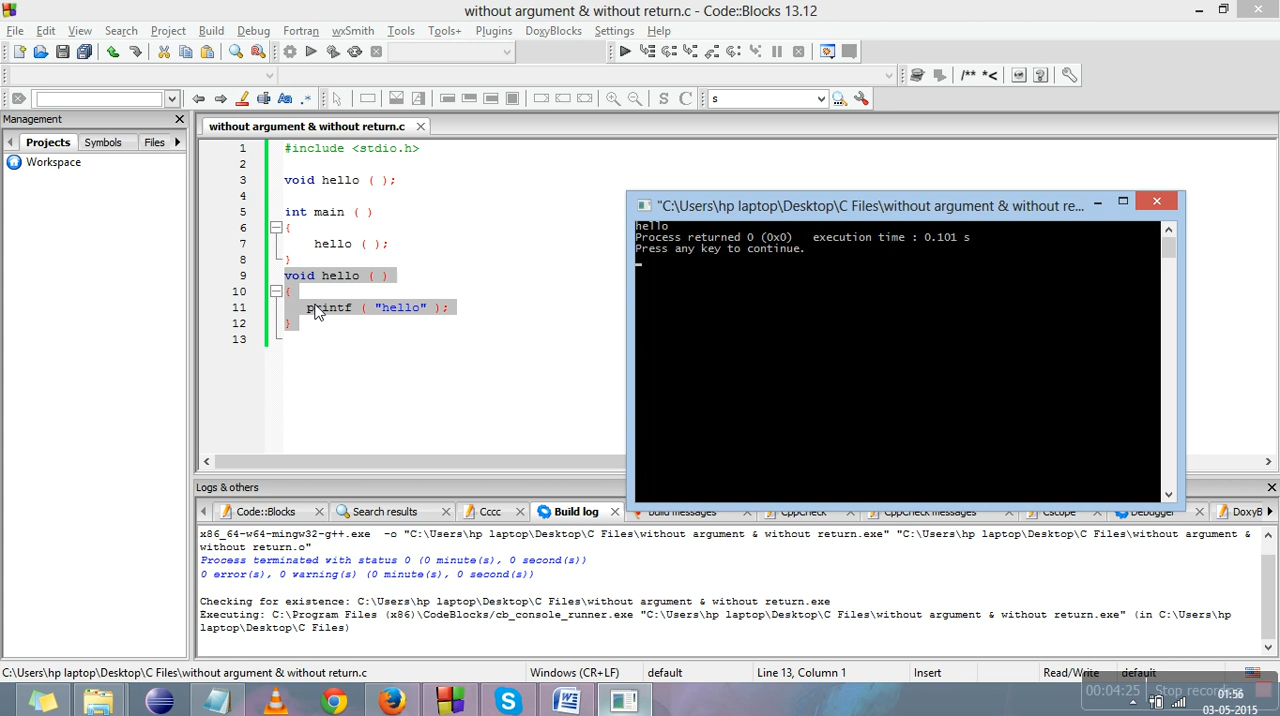 without argument & without return.c - Code::Blocks 13.12
File Edit View Search Project Build Debug Fortran wxSmith Tools Tools+ Plugins DoxyBlocks Settings Help
/** *<
S C s
Management
Projects Symbols Files
Workspace
without argument & without return.c
1 #include <stdio.h>
2
3 void hello ( );
4
5 int main ( )
6 {
7 hello ( );
8 }
9 void hello ( )
10 {
11 printf ( "hello" );
12 }
13
"C:\Users\hp laptop\Desktop\C Files\without argument & without re...
hello
Process returned 0 (0x0) execution time : 0.101 s
Press any key to continue.
Logs & others
Code::Blocks Search results Cccc Build log Build messages CppCheck CppCheck messages Cscope Debugger DoxyB
x86_64-w64-mingw32-g++.exe -o "C:\Users\hp laptop\Desktop\C Files\without argument & without return.exe" "C:\Users\hp laptop\Desktop\C Files\without argument &
without return.o"
Process terminated with status 0 (0 minute(s), 0 second(s))
0 error(s), 0 warning(s) (0 minute(s), 0 second(s))
Checking for existence: C:\Users\hp laptop\Desktop\C Files\without argument & without return.exe
Executing: C:\Program Files (x86)\CodeBlocks/cb_console_runner.exe "C:\Users\hp laptop\Desktop\C Files\without argument & without return.exe" (in C:\Users\hp
laptop\Desktop\C Files)
C:\Users\hp laptop\Desktop\C Files\without argument & without return.c Windows (CR+LF) default Line 13, Column 1 Insert Read/Write default
00:04:25 Stop 01:56
03-05-2015